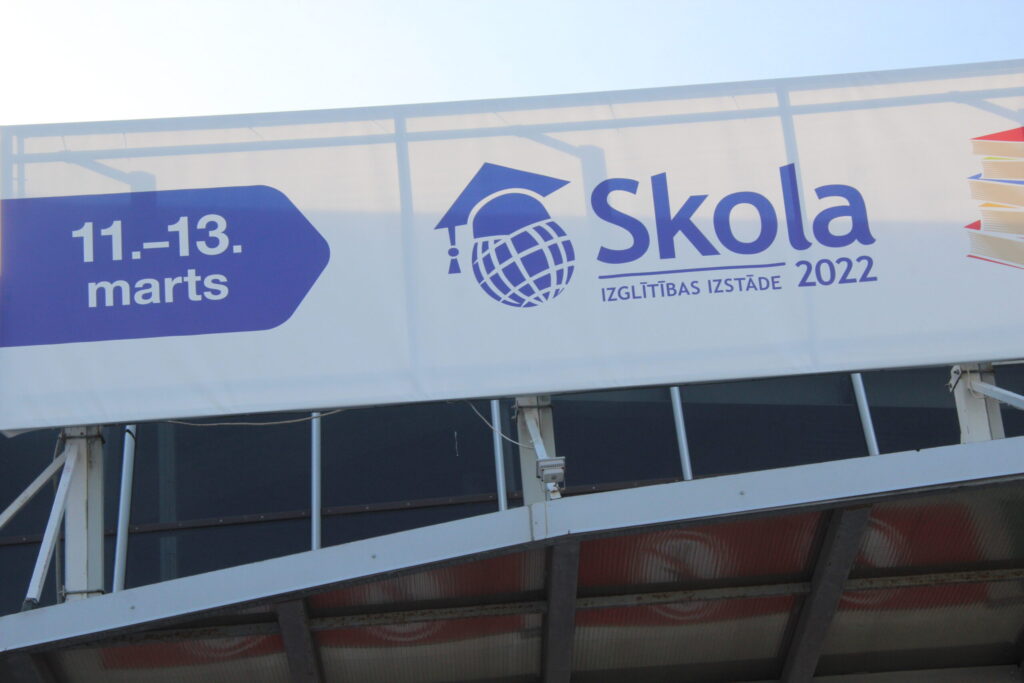 11.–13.
marts
Skola
IZGLĪTĪBAS IZSTĀDE 2022